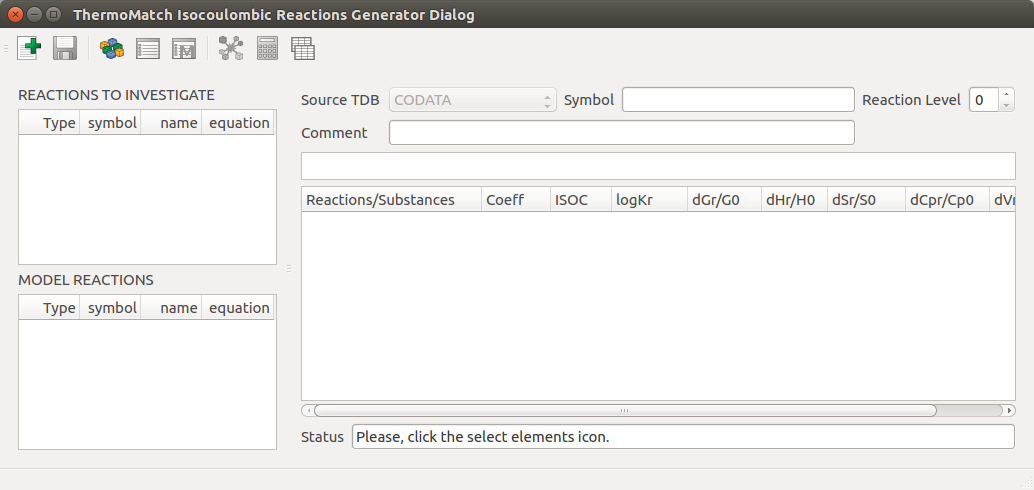 ThermoMatch Isocoulombic Reactions Generator Dialog
REACTIONS TO INVESTIGATE
Type symbol name equation
MODEL REACTIONS
Type symbol name equation
Source TDB CODATA Symbol Reaction Level 0
Comment
Reactions/Substances Coeff ISOC logKr dGr/G0 dHr/H0 dSr/S0 dCpr/Cp0 dVr
Status Please, click the select elements icon.